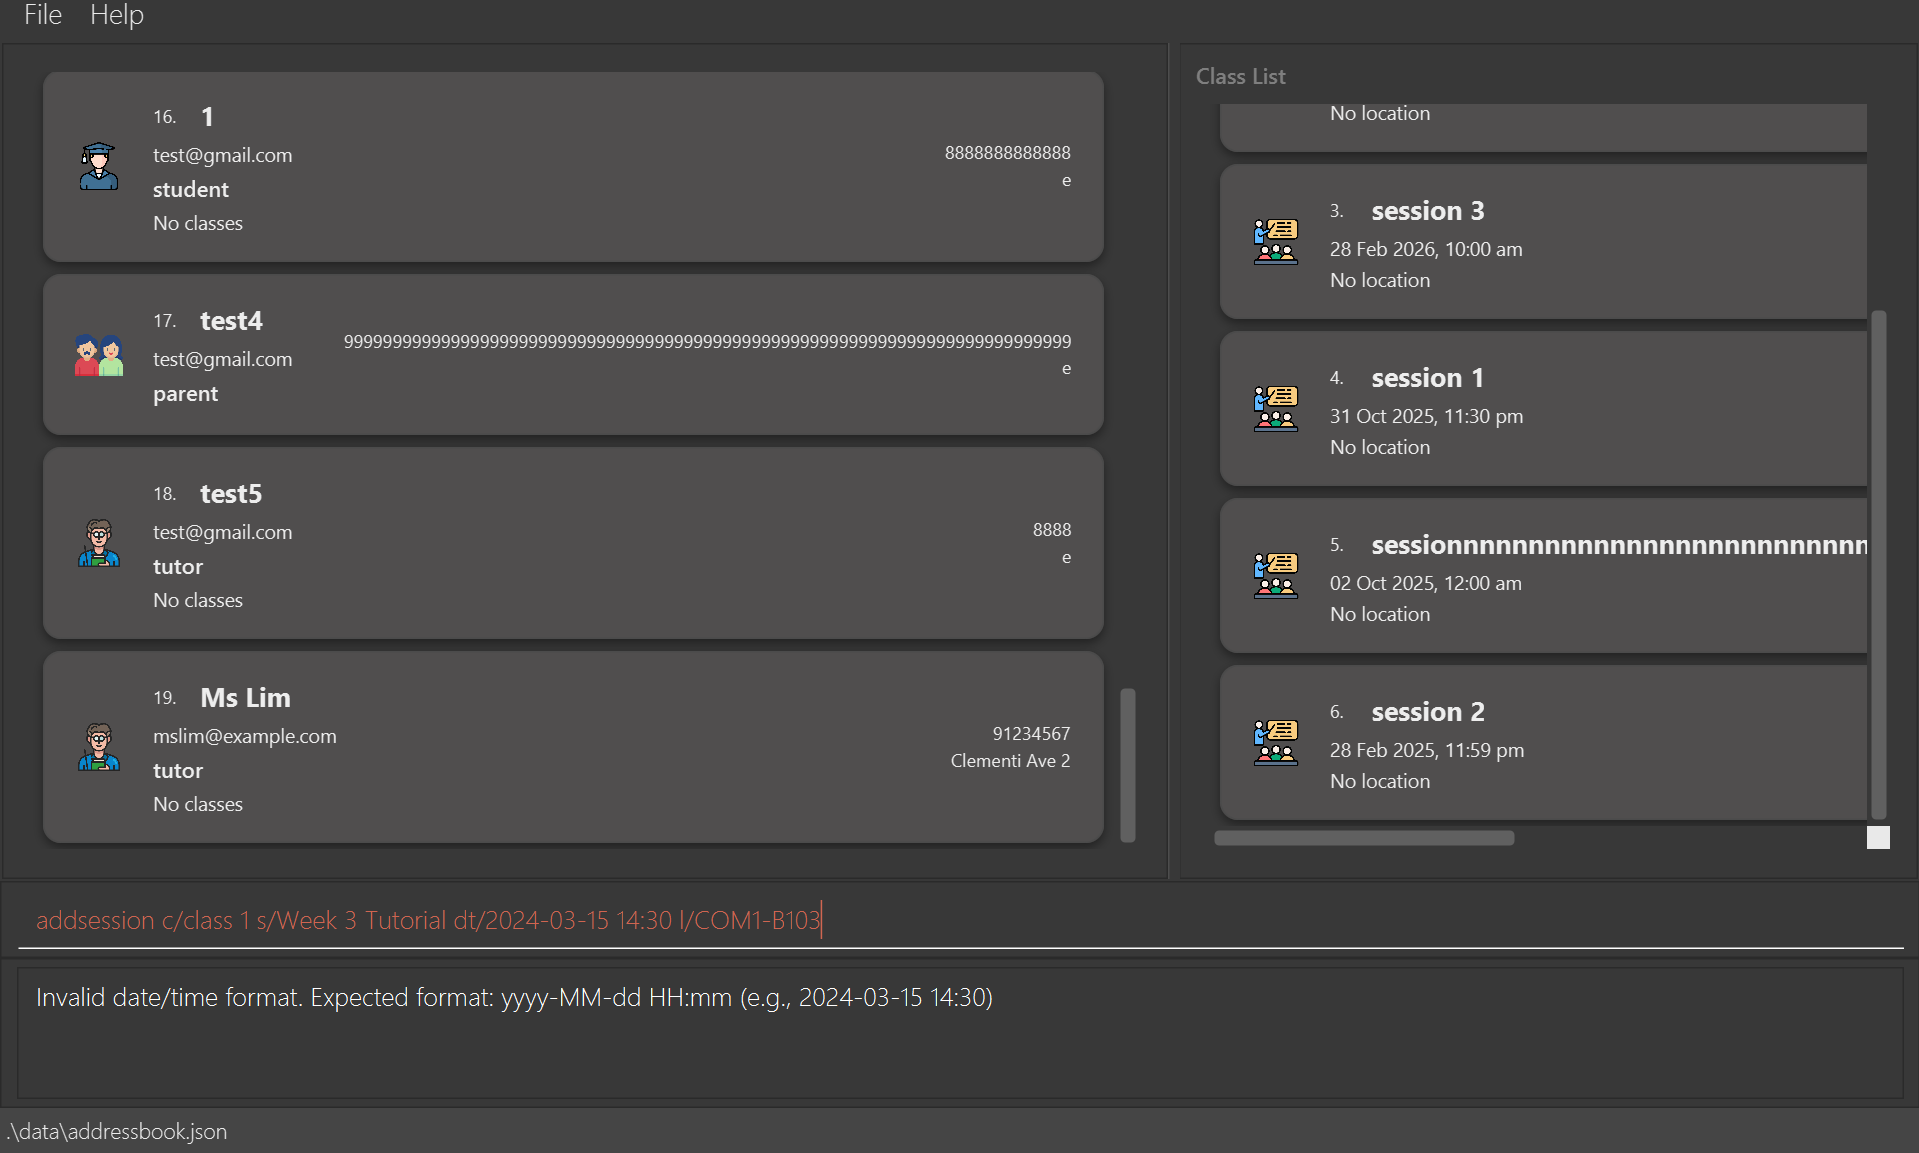 File Help
16. 1
test@gmail.com
8888888888888
student
e
No classes
17. test4
test@gmail.com
parent
e
18. test5
test@gmail.com
8888
tutor
e
No classes
19. Ms Lim
mslim@example.com
91234567
tutor
Clementi Ave 2
No classes
Class List
No location
3. session 3
28 Feb 2026, 10:00 am
No location
4. session 1
31 Oct 2025, 11:30 pm
No location
5.
02 Oct 2025, 12:00 am
No location
6. session 2
28 Feb 2025, 11:59 pm
No location
addsession c/class 1 s/Week 3 Tutorial dt/2024-03-15 14:30 l/COM1-B103
Invalid date/time format. Expected format: yyyy-MM-dd HH:mm (e.g., 2024-03-15 14:30)
.\data\addressbook.json